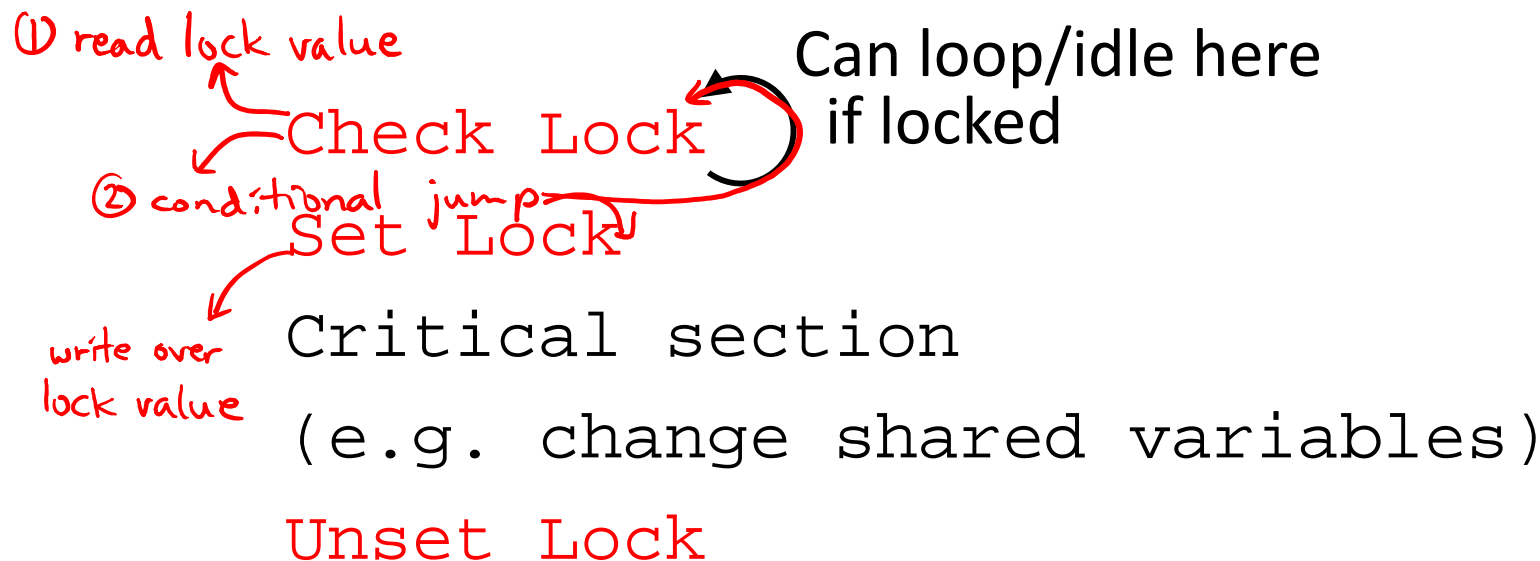 ① read lock value
Can loop/idle here
if locked
Check Lock
② conditional jump
Set Lock
Critical section
write over
lock value
(e.g. change shared variables)
Unset Lock